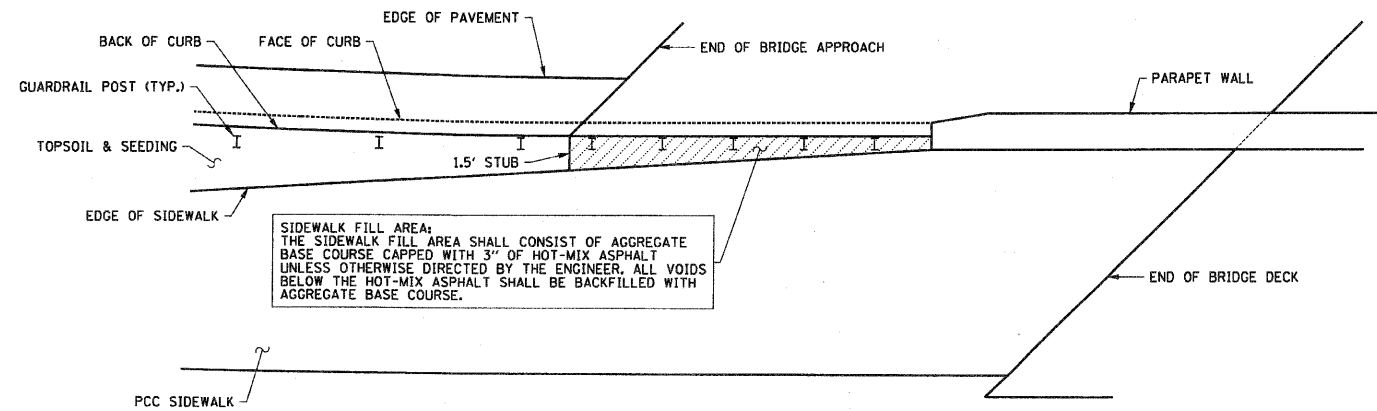 EDGE OF PAVEMENT
BACK OF CURB
FACE OF CURB
END OF BRIDGE APPROACH
GUARDRAIL POST (TYP.)
PARAPET WALL
TOPSOIL & SEEDING
1.5' STUB
EDGE OF SIDEWALK
SIDEWALK FILL AREA:
THE SIDEWALK FILL AREA SHALL CONSIST OF AGGREGATE
BASE COURSE CAPPED WITH 3" OF HOT-MIX ASPHALT
UNLESS OTHERWISE DIRECTED BY THE ENGINEER. ALL VOIDS
BELOW THE HOT-MIX ASPHALT SHALL BE BACKFILLED WITH
AGGREGATE BASE COURSE.
END OF BRIDGE DECK
PCC SIDEWALK